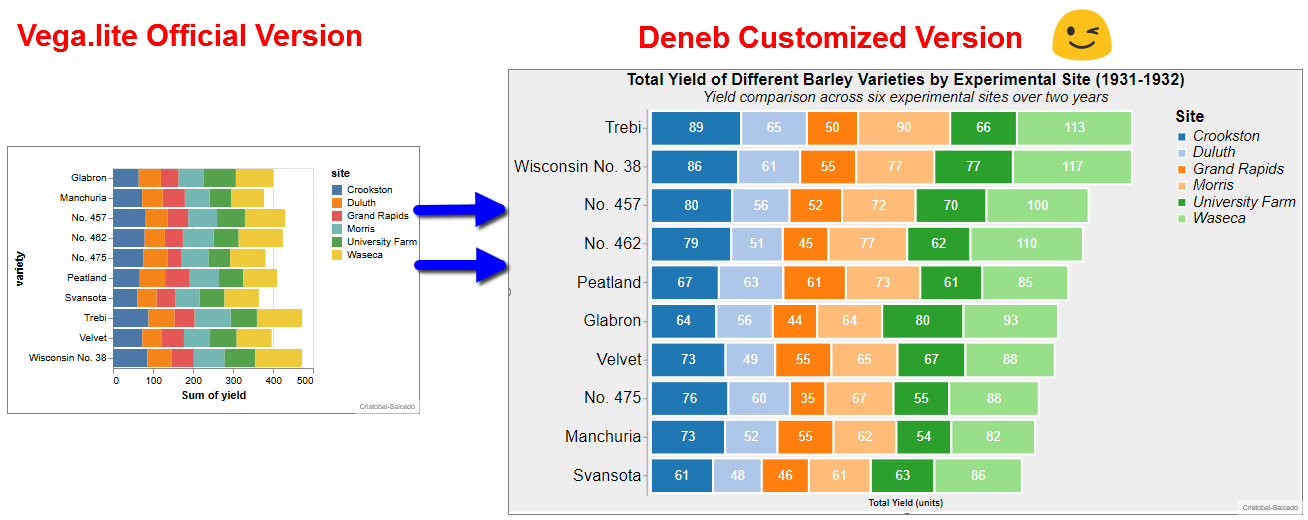 Vega.lite Official Version
Deneb Customized Version
site
Glabron
Manchuria
No. 457
No. 462
No. 475
Peatland
Svansota
Trebi
Velvet
Wisconsin No. 38
variety
0 100 200 300 400 500
Sum of yield
Crookston
Duluth
Grand Rapids
Morris
University Farm
Waseca
Cristobal-Salcedo
Total Yield of Different Barley Varieties by Experimental Site (1931-1932)
Yield comparison across six experimental sites over two years
Trebi 89 65 50 90 66 113
Wisconsin No. 38 86 61 55 77 77 117
No. 457 80 56 52 72 70 100
No. 462 79 51 45 77 62 110
Peatland 67 63 61 73 61 85
Glabron 64 56 44 64 80 93
Velvet 73 49 55 65 67 88
No. 475 76 60 35 67 55 88
Manchuria 73 52 55 62 54 82
Svansota 61 48 46 61 63 86
Total Yield (units)
Site
Crookston
Duluth
Grand Rapids
Morris
University Farm
Waseca
Cristobal-Salcedo